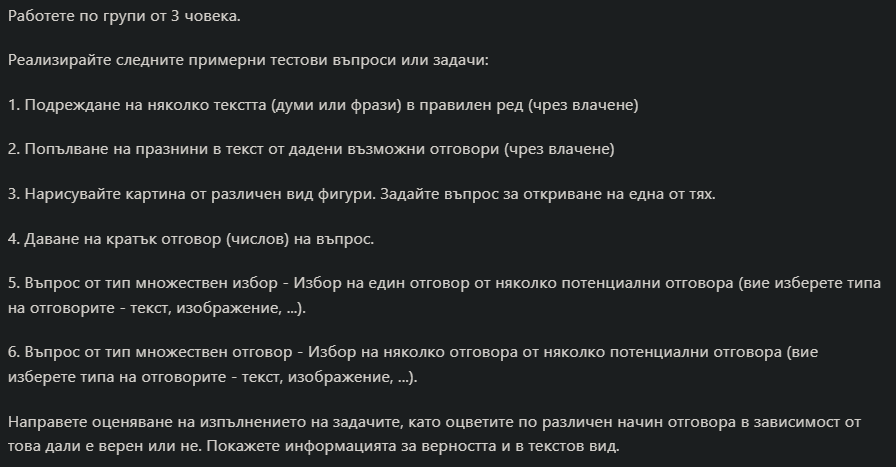 Работете по групи от 3 човека.
Реализирайте следните примерни тестови въпроси или задачи:
1. Подреждане на няколко текстта (думи или фрази) в правилен ред (чрез влачене)
2. Попълване на празнини в текст от дадени възможни отговори (чрез влачене)
3. Нарисувайте картина от различен вид фигури. Задайте въпрос за откриване на една от тях.
4. Даване на кратък отговор (числов) на въпрос.
5. Въпрос от тип множествен избор - Избор на един отговор от няколко потенциални отговора (вие изберете типа
на отговорите - текст, изображение, ...).
6. Въпрос от тип множествен отговор - Избор на няколко отговора от няколко потенциални отговора (вие
изберете типа на отговорите - текст, изображение, ...).
Направете оценяване на изпълнението на задачите, като оцветите по различен начин отговора в зависимост от
това дали е верен или не. Покажете информацията за верността и в текстов вид.